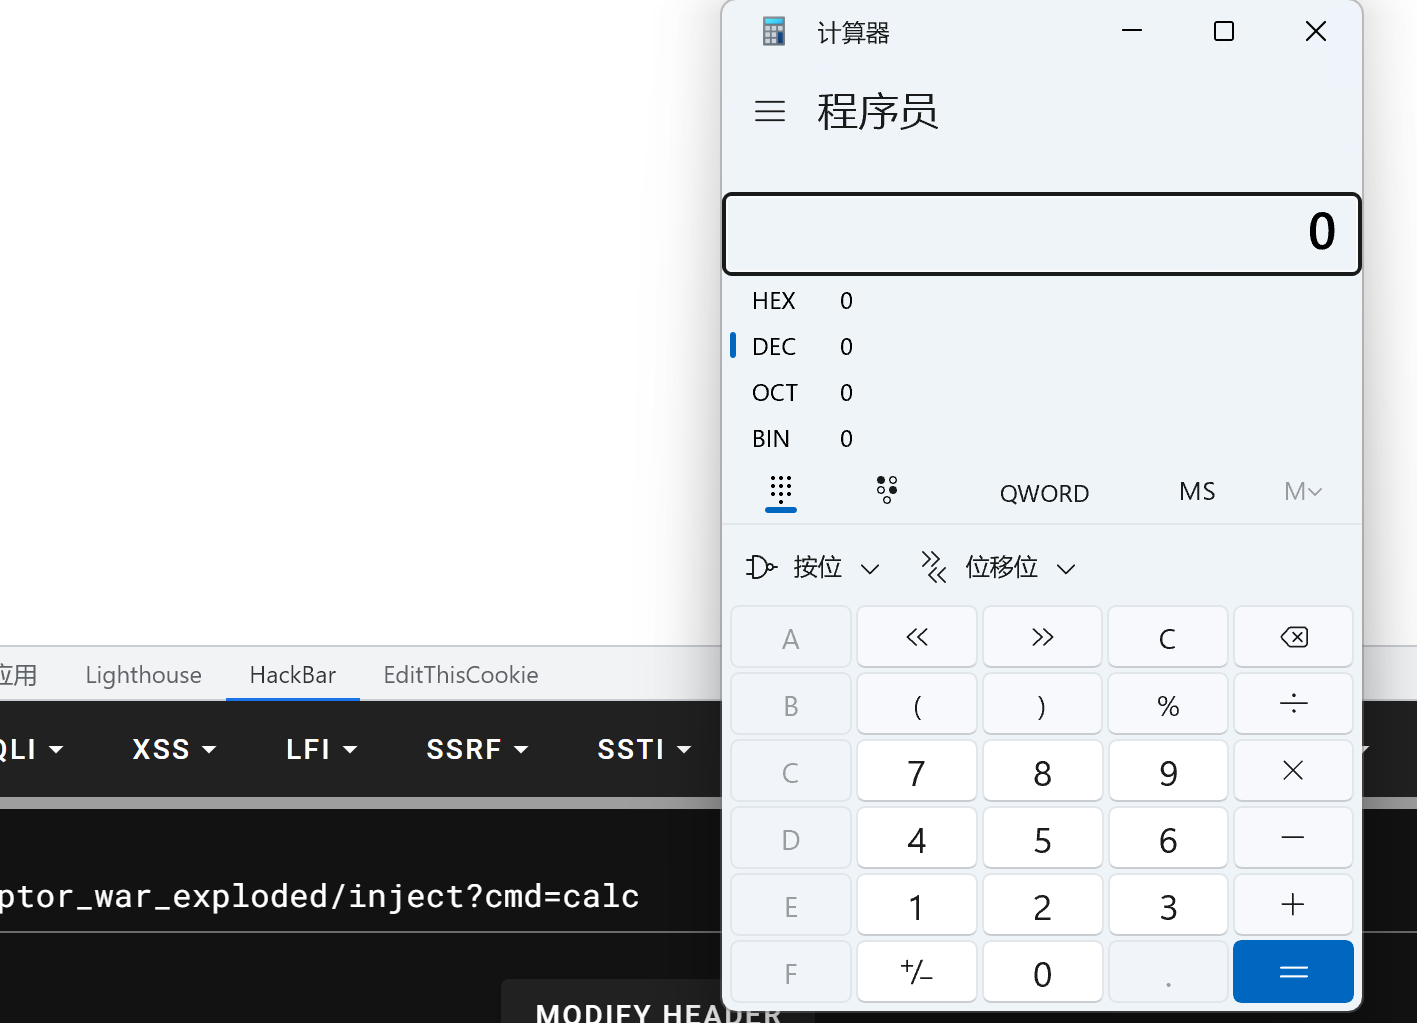 计算器
程序员
0
HEX 0
DEC 0
OCT 0
BIN 0
QWORD MS M
按位 位移位
A << >> C
B ( ) % ÷
C 7 8 9 ×
D 4 5 6 −
E 1 2 3 +
F +/− 0 . =
应用 Lighthouse HackBar EditThisCookie
QLI XSS LFI SSRF SSTI
ptor_war_exploded/inject?cmd=calc
MODIFY HEADER